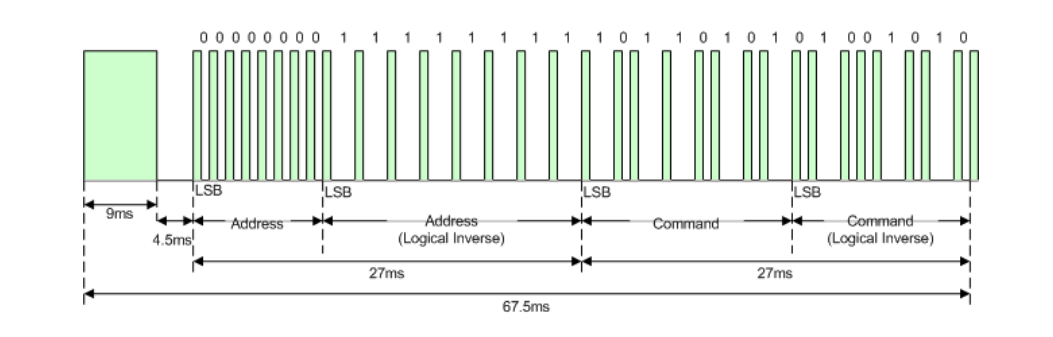 0 0 0 0 0 0 0 0 1 1 1 1 1 1 1 1 1 0 1 1 0 1 0 1 0 1 0 0 1 0 1 0
LSB LSB LSB LSB
9ms
4.5ms
Address
Address
(Logical Inverse)
Command
Command
(Logical Inverse)
27ms 27ms
67.5ms